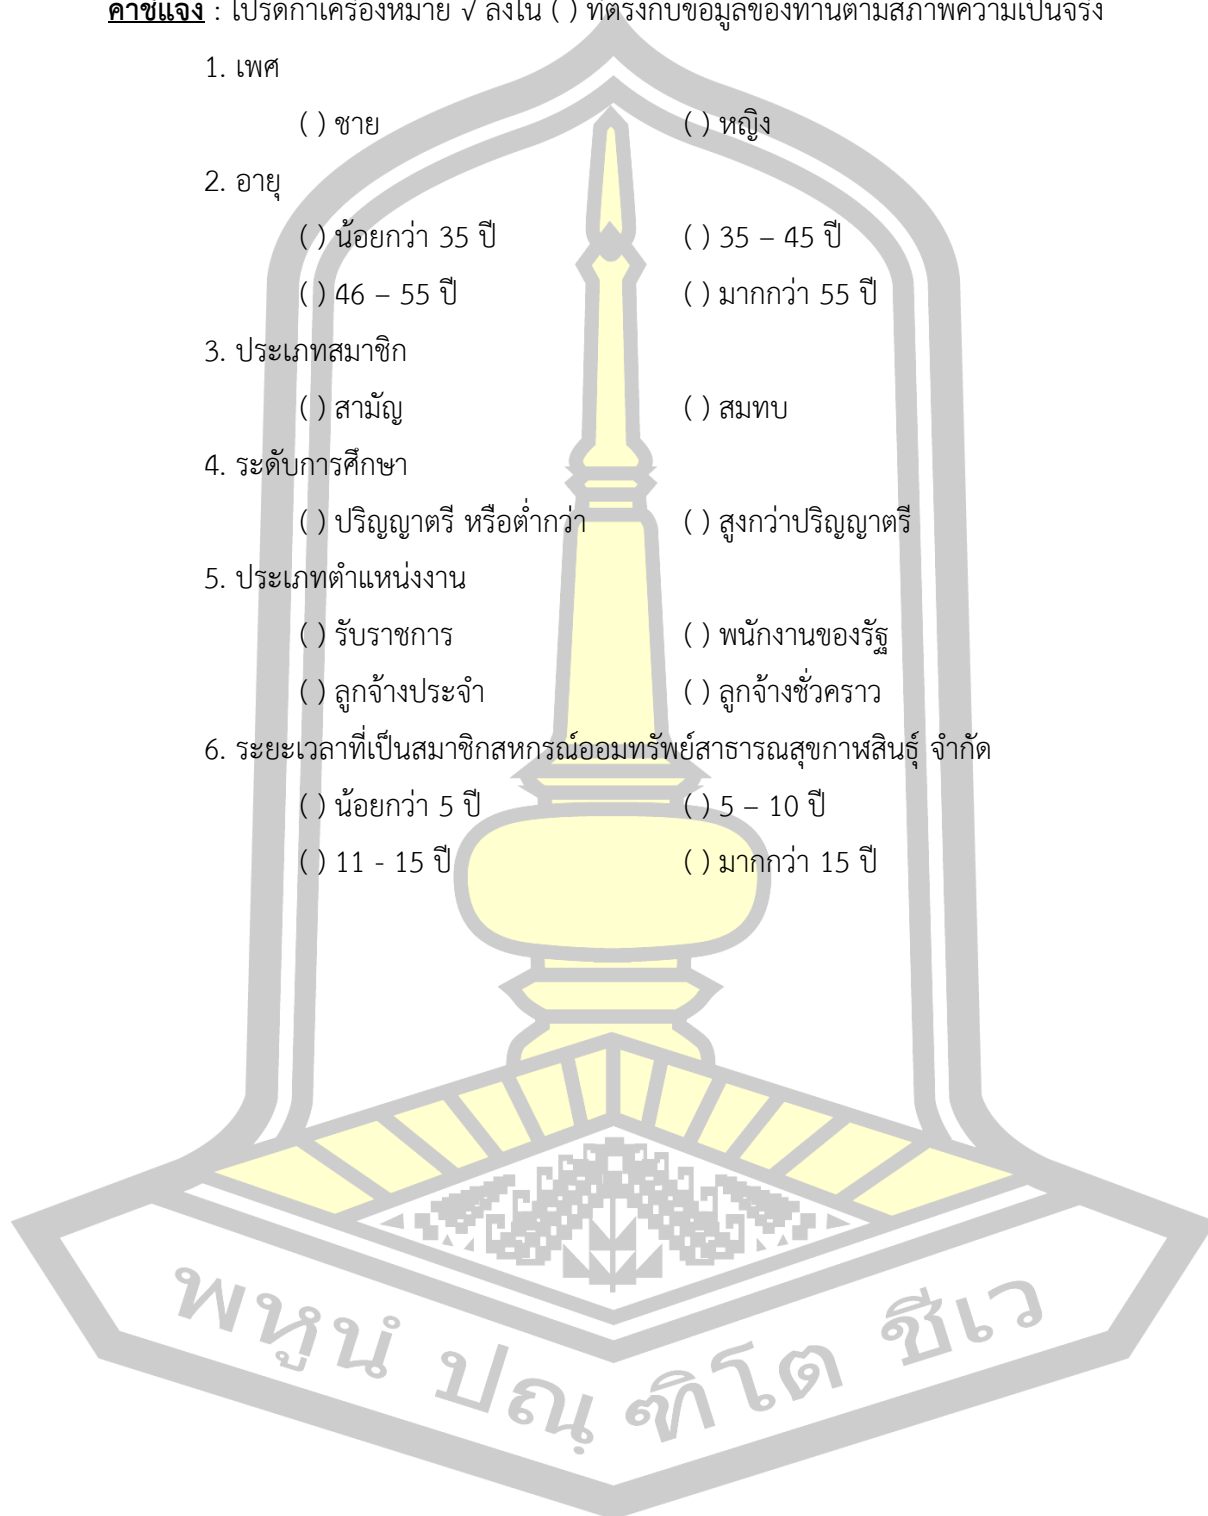 คำชี้แจง : โปรดกาเครื่องหมาย √ ลงใน ( ) ที่ตรงกับข้อมูลของท่านตามสภาพความเป็นจริง
1. เพศ
( ) ชาย ( ) หญิง
2. อายุ
( ) น้อยกว่า 35 ปี ( ) 35 – 45 ปี
( ) 46 – 55 ปี ( ) มากกว่า 55 ปี
3. ประเภทสมาชิก
( ) สามัญ ( ) สมทบ
4. ระดับการศึกษา
( ) ปริญญาตรี หรือต่ำกว่า ( ) สูงกว่าปริญญาตรี
5. ประเภทตำแหน่งงาน
( ) รับราชการ ( ) พนักงานของรัฐ
( ) ลูกจ้างประจำ ( ) ลูกจ้างชั่วคราว
6. ระยะเวลาที่เป็นสมาชิกสหกรณ์ออมทรัพย์สาธารณสุขกาฬสินธุ์ จำกัด
( ) น้อยกว่า 5 ปี ( ) 5 – 10 ปี
( ) 11 - 15 ปี ( ) มากกว่า 15 ปี
พหูนํ ปณฺฑิโต ชีเว